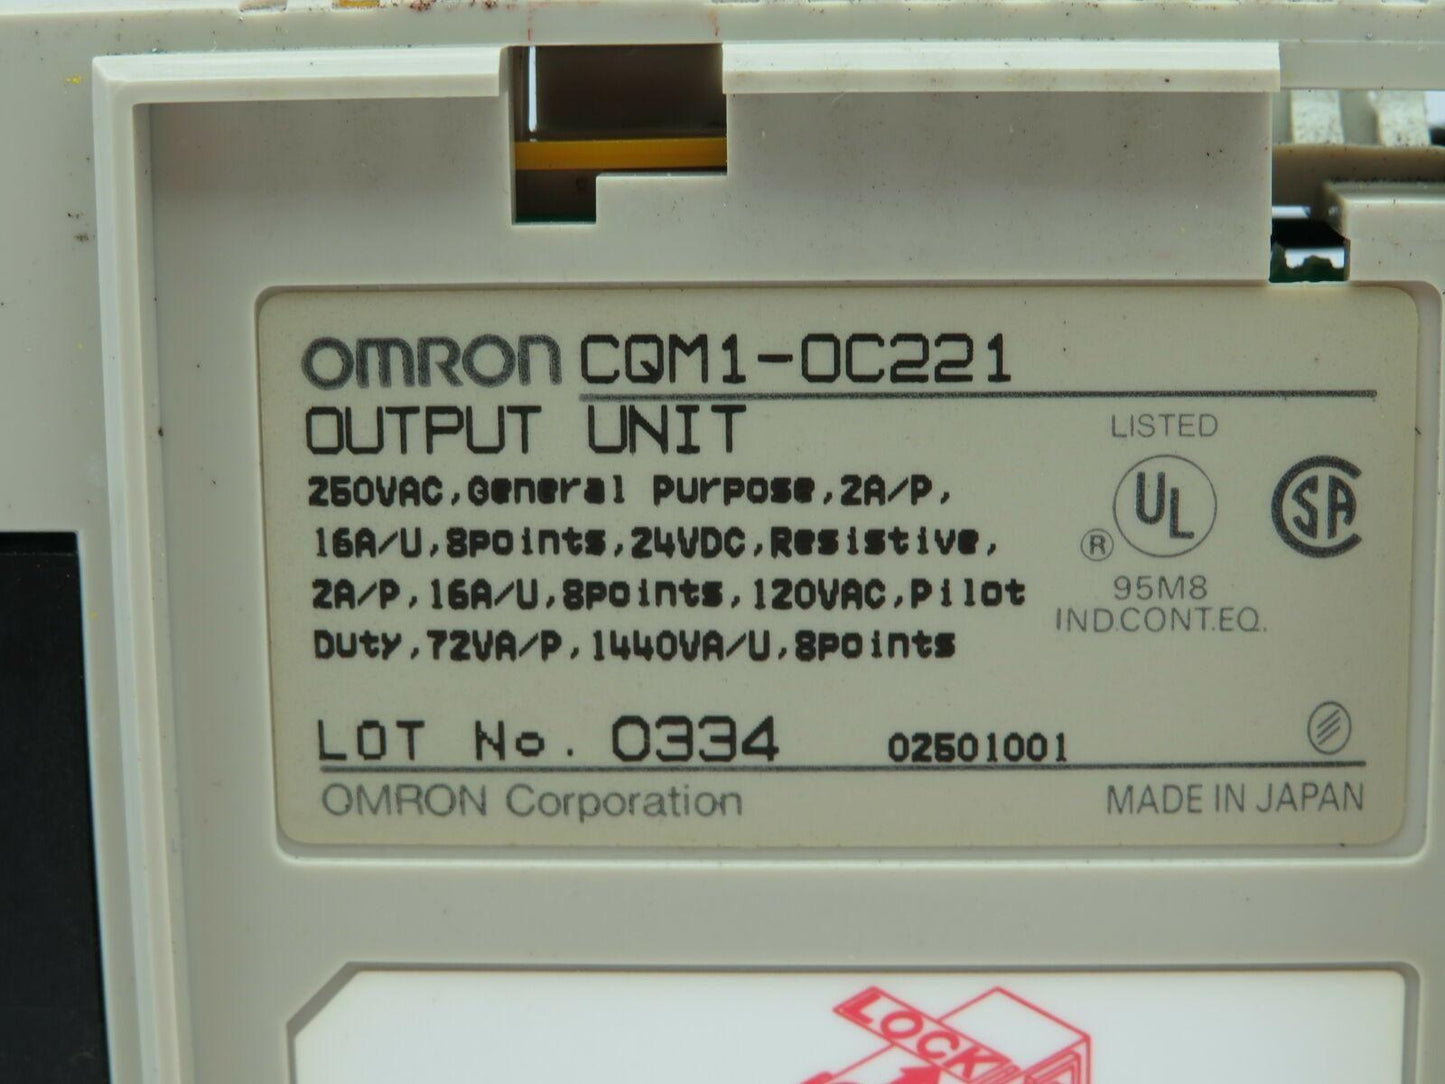 OMRON CQM1-OC221
OUTPUT UNIT
250VAC,General Purpose,2A/P,
16A/U,8points,24VDC,Resistive,
2A/P,16A/U,8points,120VAC,Pilot
Duty,72VA/P,1440VA/U,8points
LISTED
UL
®
SA
95M8
IND.CONT.EQ.
LOT No. 0334 02501001
OMRON Corporation MADE IN JAPAN
LOCK